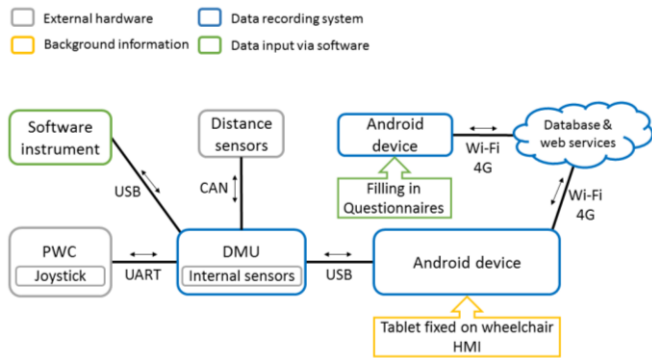 External hardware
Data recording system
Background information
Data input via software
Software
instrument
Distance
sensors
Android
device
Database &
web services
Wi-Fi
4G
USB
CAN
Filling in
Questionnaires
Wi-Fi
4G
PWC
Joystick
UART
DMU
Internal sensors
USB
Android device
Tablet fixed on wheelchair
HMI